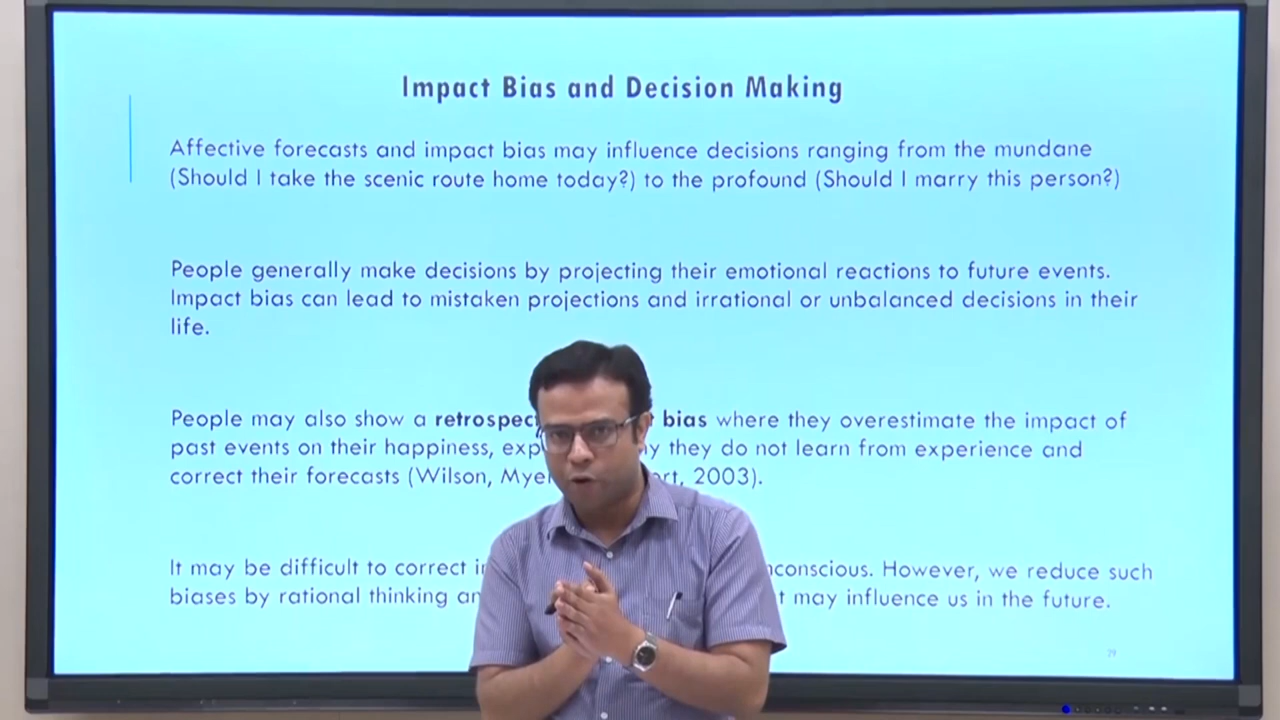 Impact Bias and Decision Making
Affective forecasts and impact bias may influence decisions ranging from the mundane
(Should I take the scenic route home today?) to the profound (Should I marry this person?)
People generally make decisions by projecting their emotional reactions to future events.
Impact bias can lead to mistaken projections and irrational or unbalanced decisions in their
life.
People may also show a bias where they overestimate the impact of
past events on their happiness, they do not learn from experience and
correct their forecasts (Wilson, 2003).
It may be difficult to correct However, we reduce such
biases by rational thinking may influence us in the future.
29